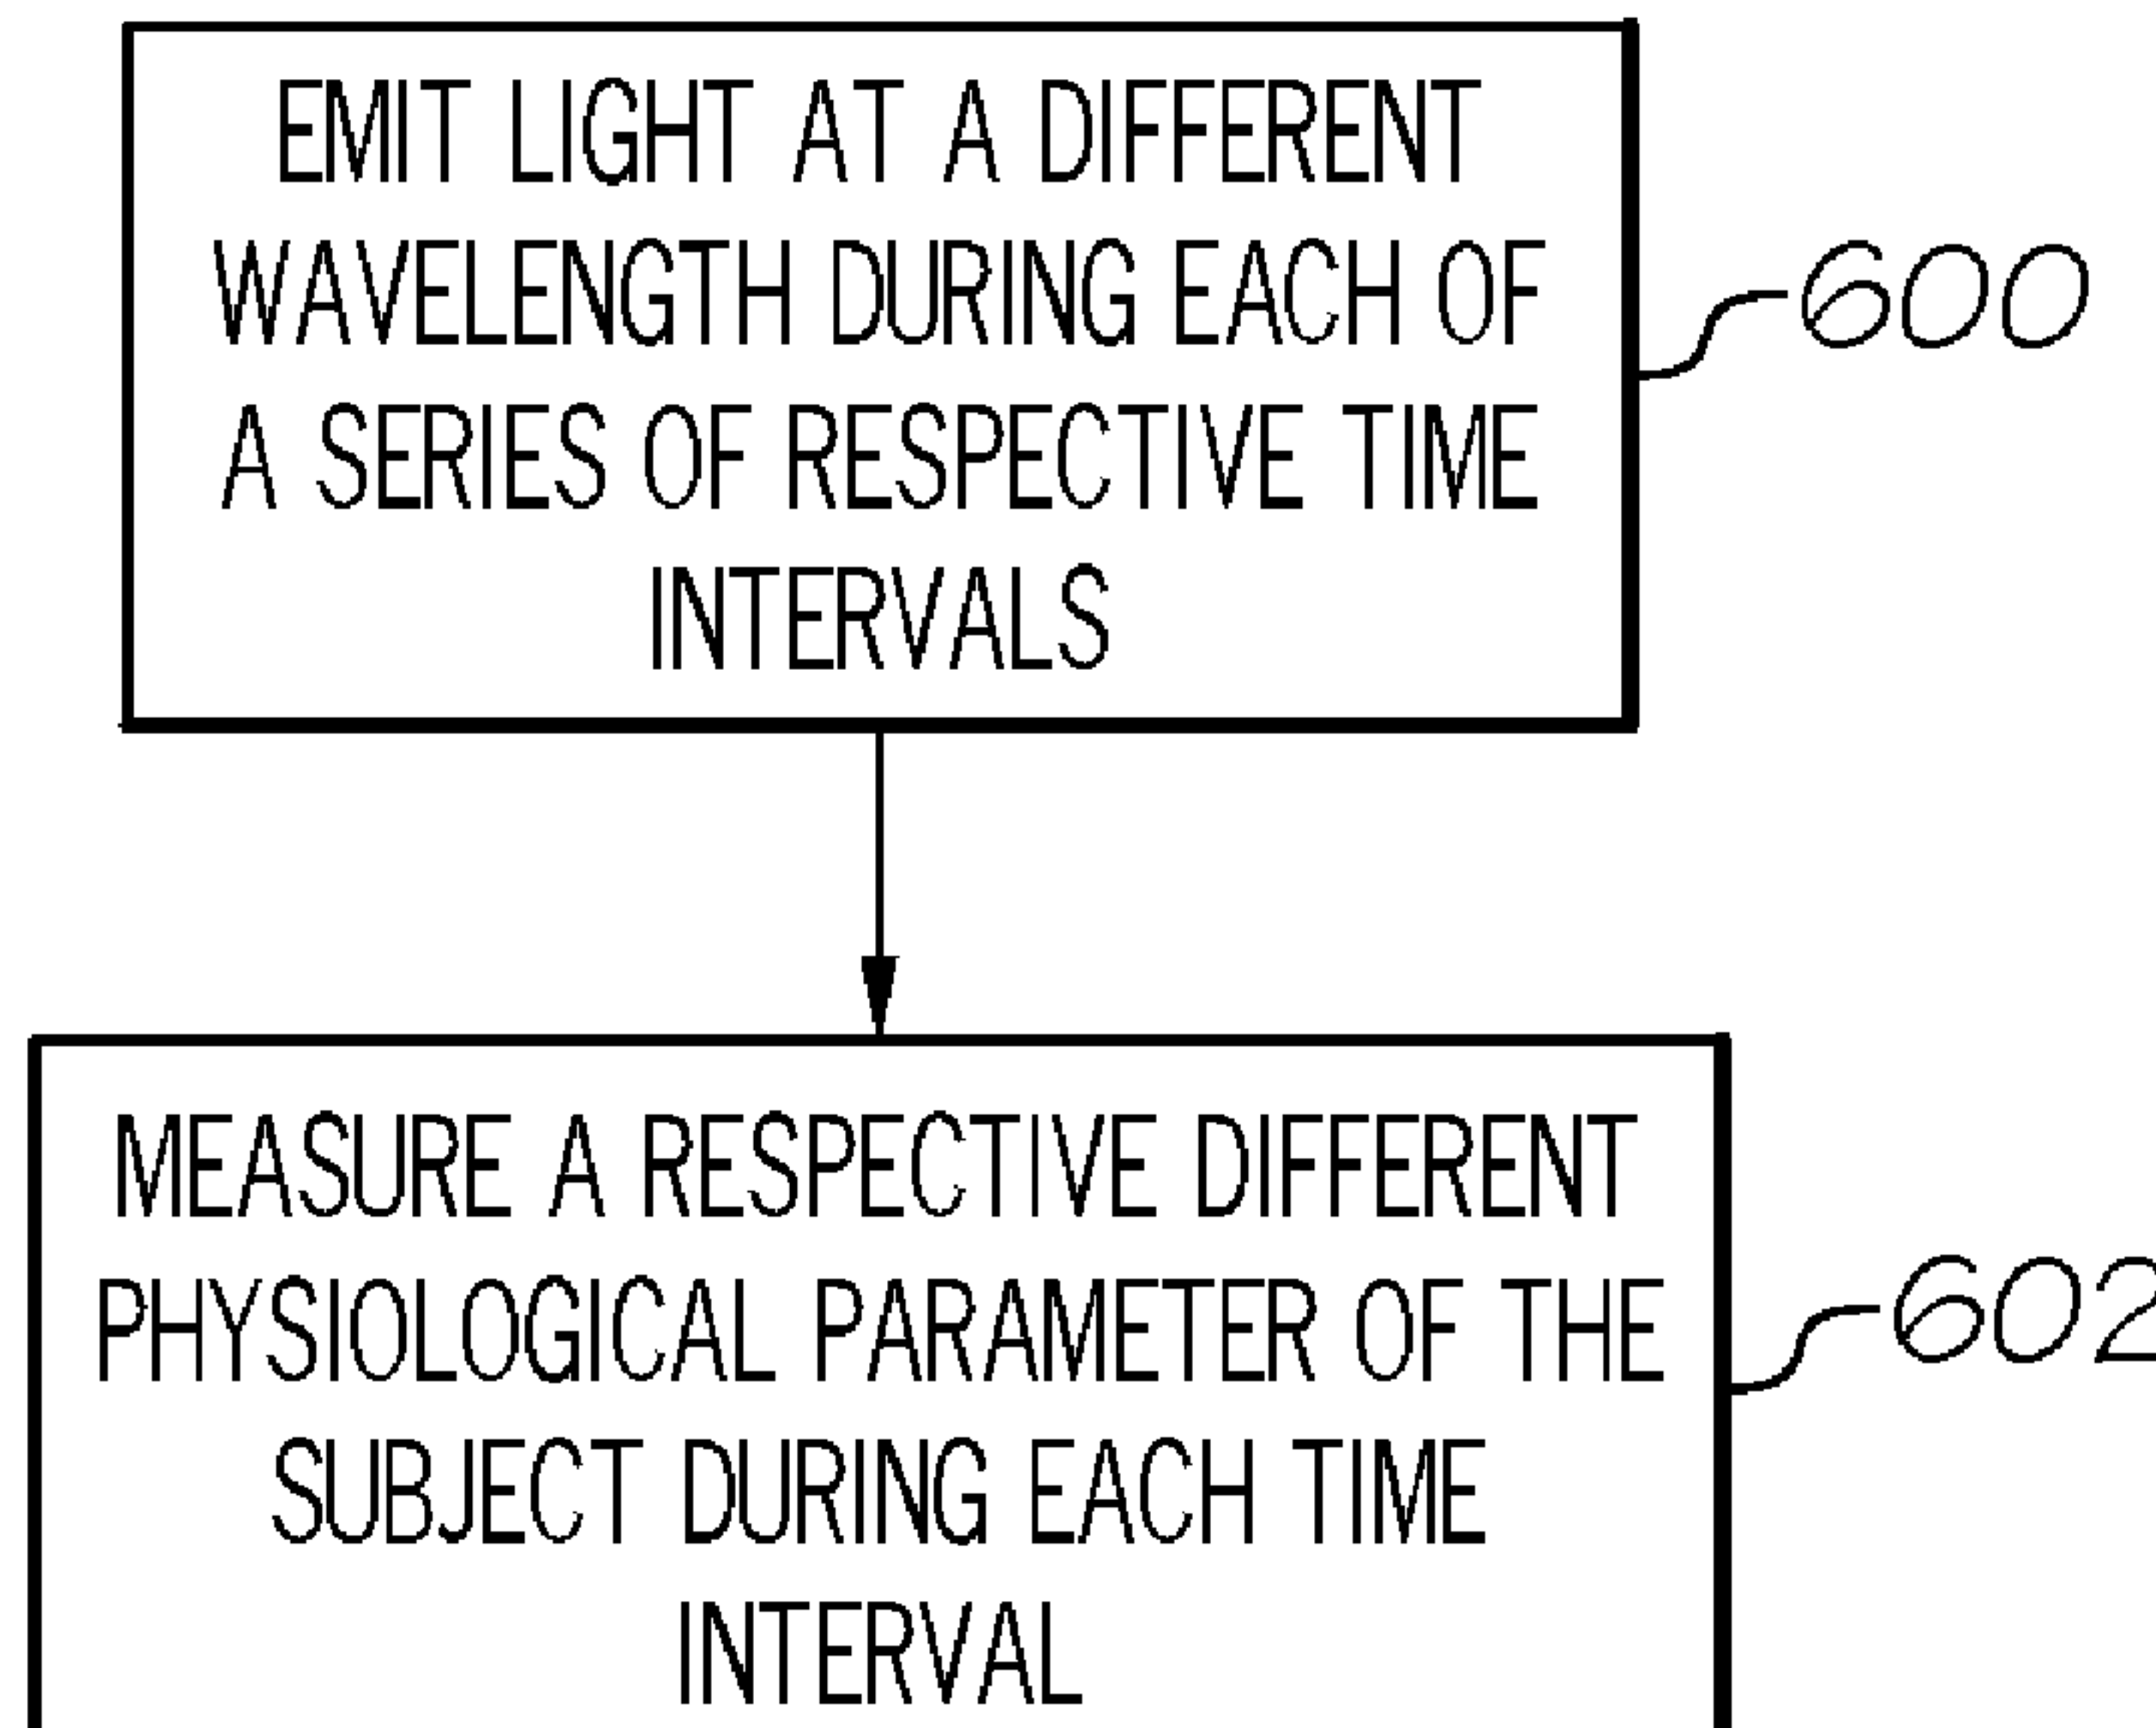 EMIT LIGHT AT A DIFFERENT
WAVELENGTH DURING EACH OF
A SERIES OF RESPECTIVE TIME
INTERVALS
600
MEASURE A RESPECTIVE DIFFERENT
PHYSIOLOGICAL PARAMETER OF THE
SUBJECT DURING EACH TIME
INTERVAL
602